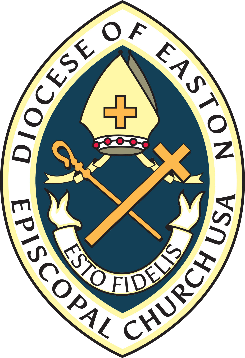 DIOCESE OF EASTON
EPISCOPAL CHURCH USA
ESTO FIDELIS